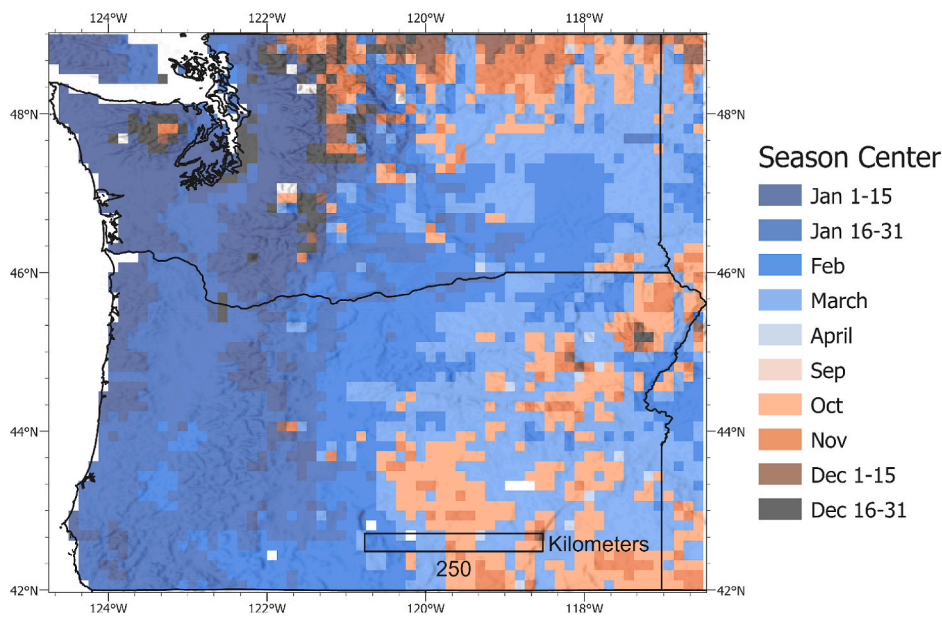 124°W 122°W 120°W 118°W
48°N 48°N
46°N 46°N
44°N 44°N
42°N 42°N
Kilometers
250
124°W 122°W 120°W 118°W
Season Center
Jan 1-15
Jan 16-31
Feb
March
April
Sep
Oct
Nov
Dec 1-15
Dec 16-31